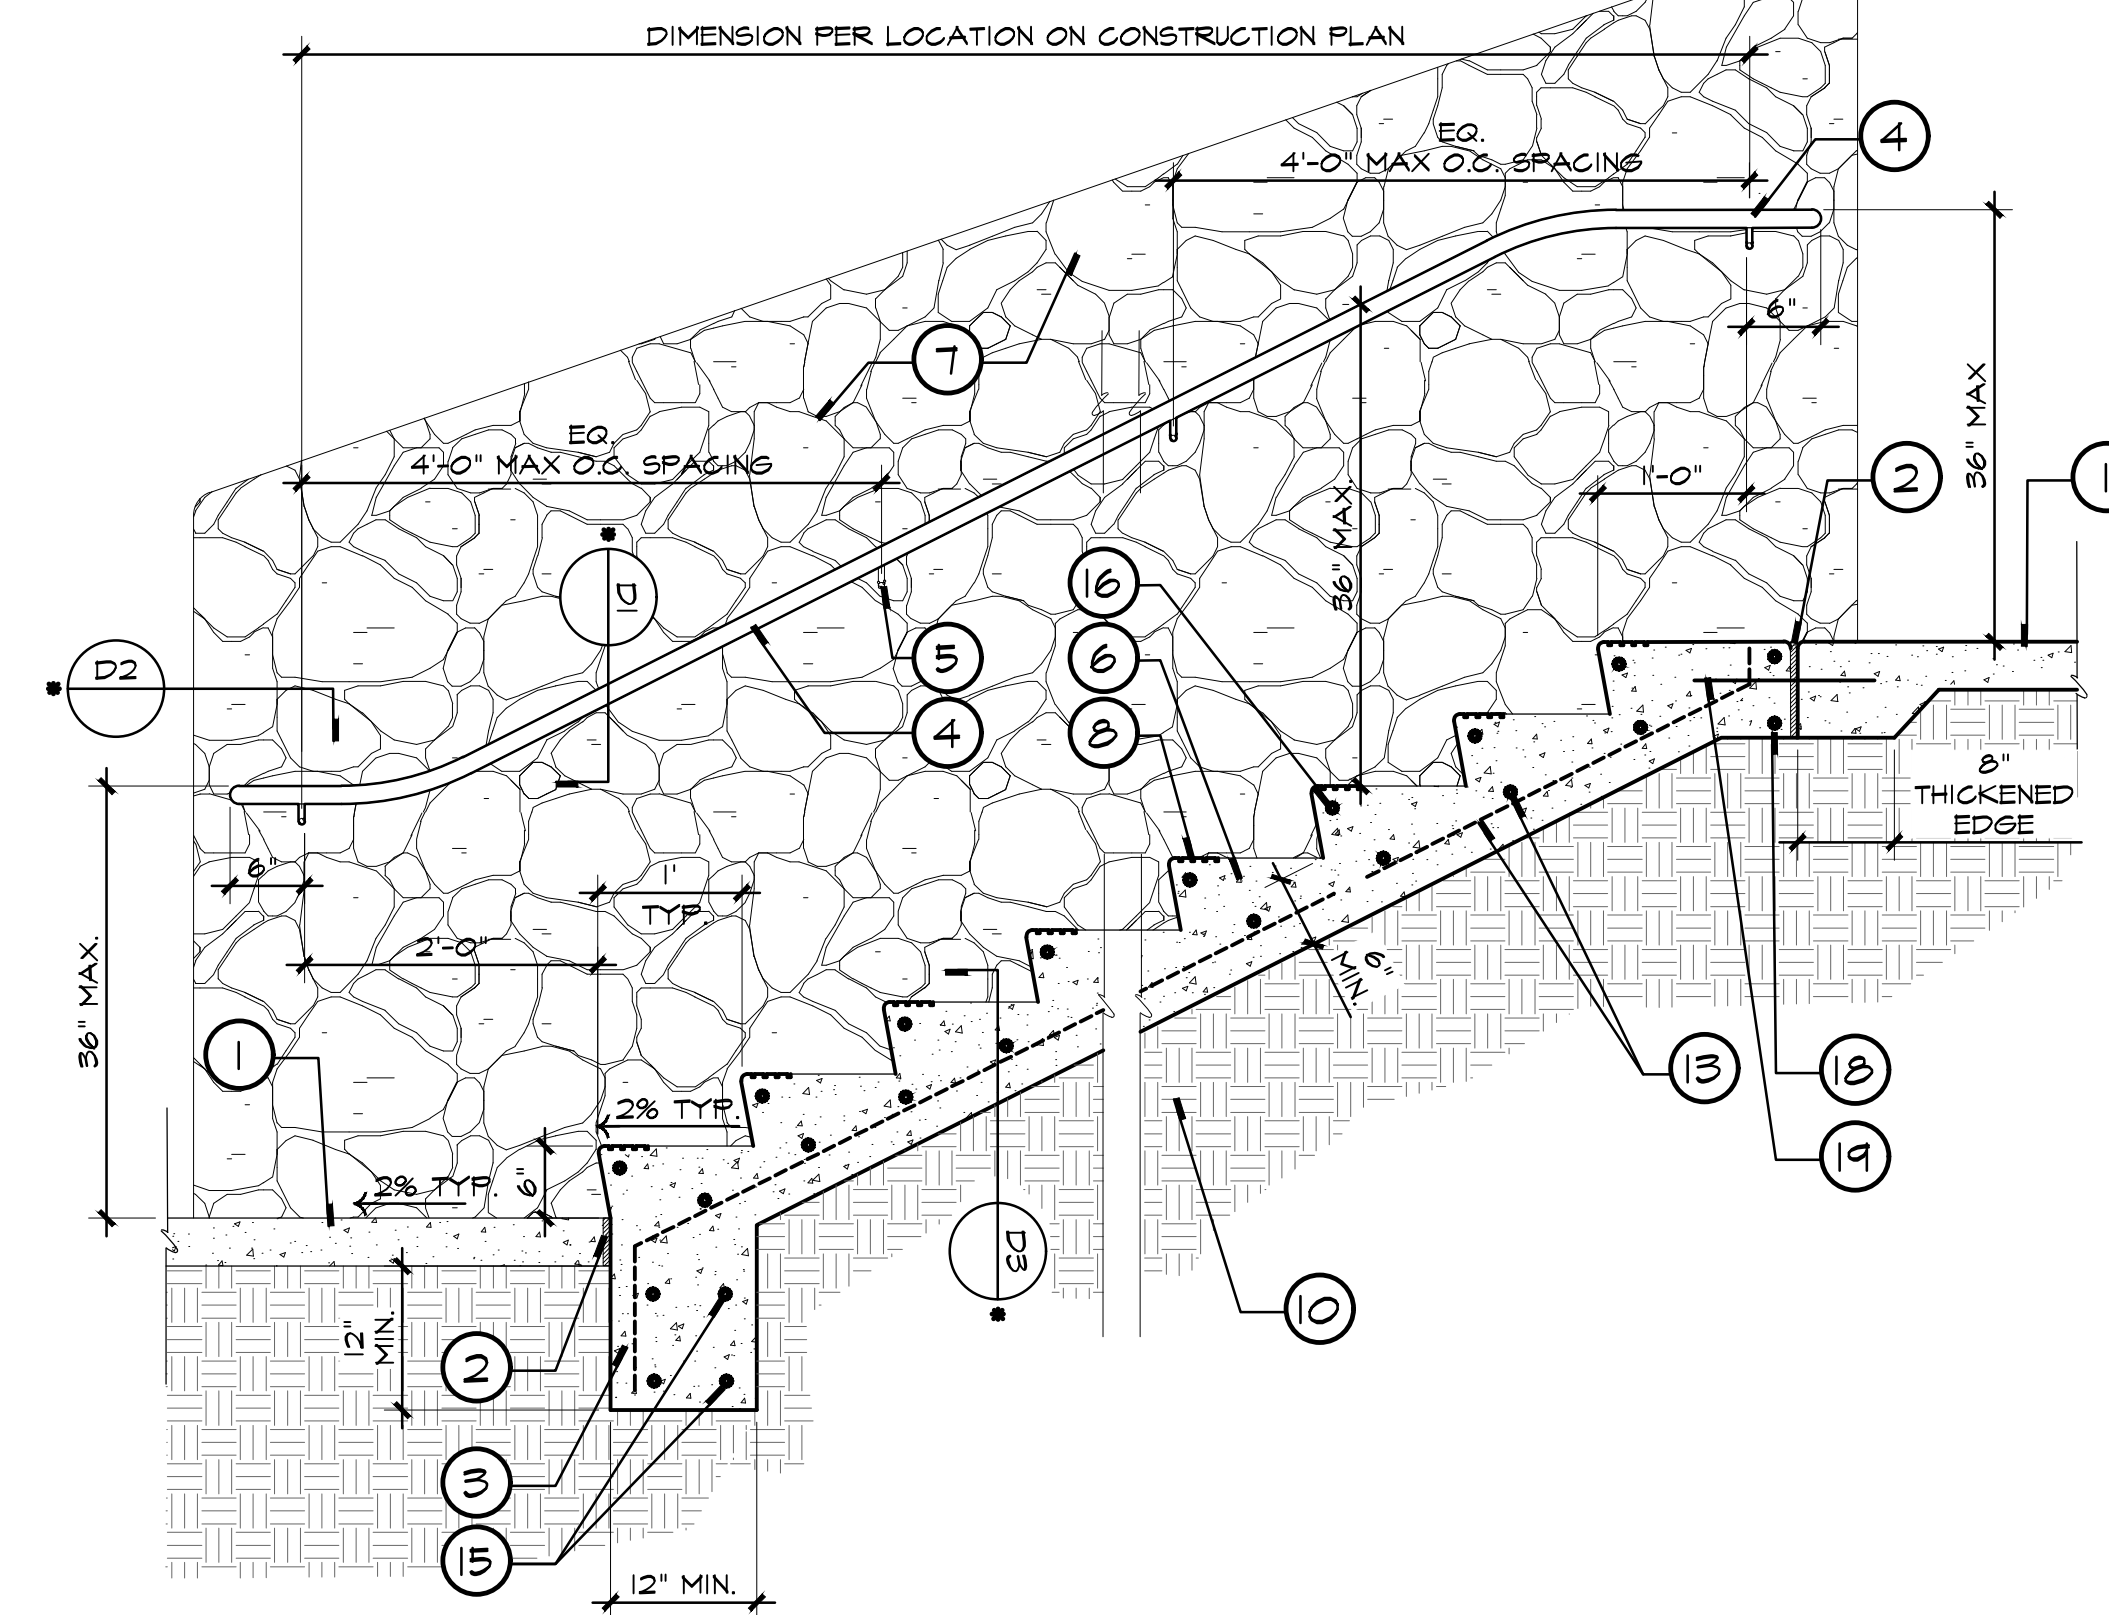 DIMENSION PER LOCATION ON CONSTRUCTION PLAN
EQ.
4'-0" MAX O.C. SPACING
4
6"
7
36" MAX
EQ.
4'-0" MAX O.C. SPACING
2
1'-0"
1
36" MAX.
D1
16
5
6
D2
4
8
8"
THICKENED
EDGE
6"
1'
TYP.
2'-0"
6"
MIN.
36" MAX.
1
13
18
2% TYP.
19
2% TYP.
6"
D3
10
12"
MIN.
2
3
15
12" MIN.